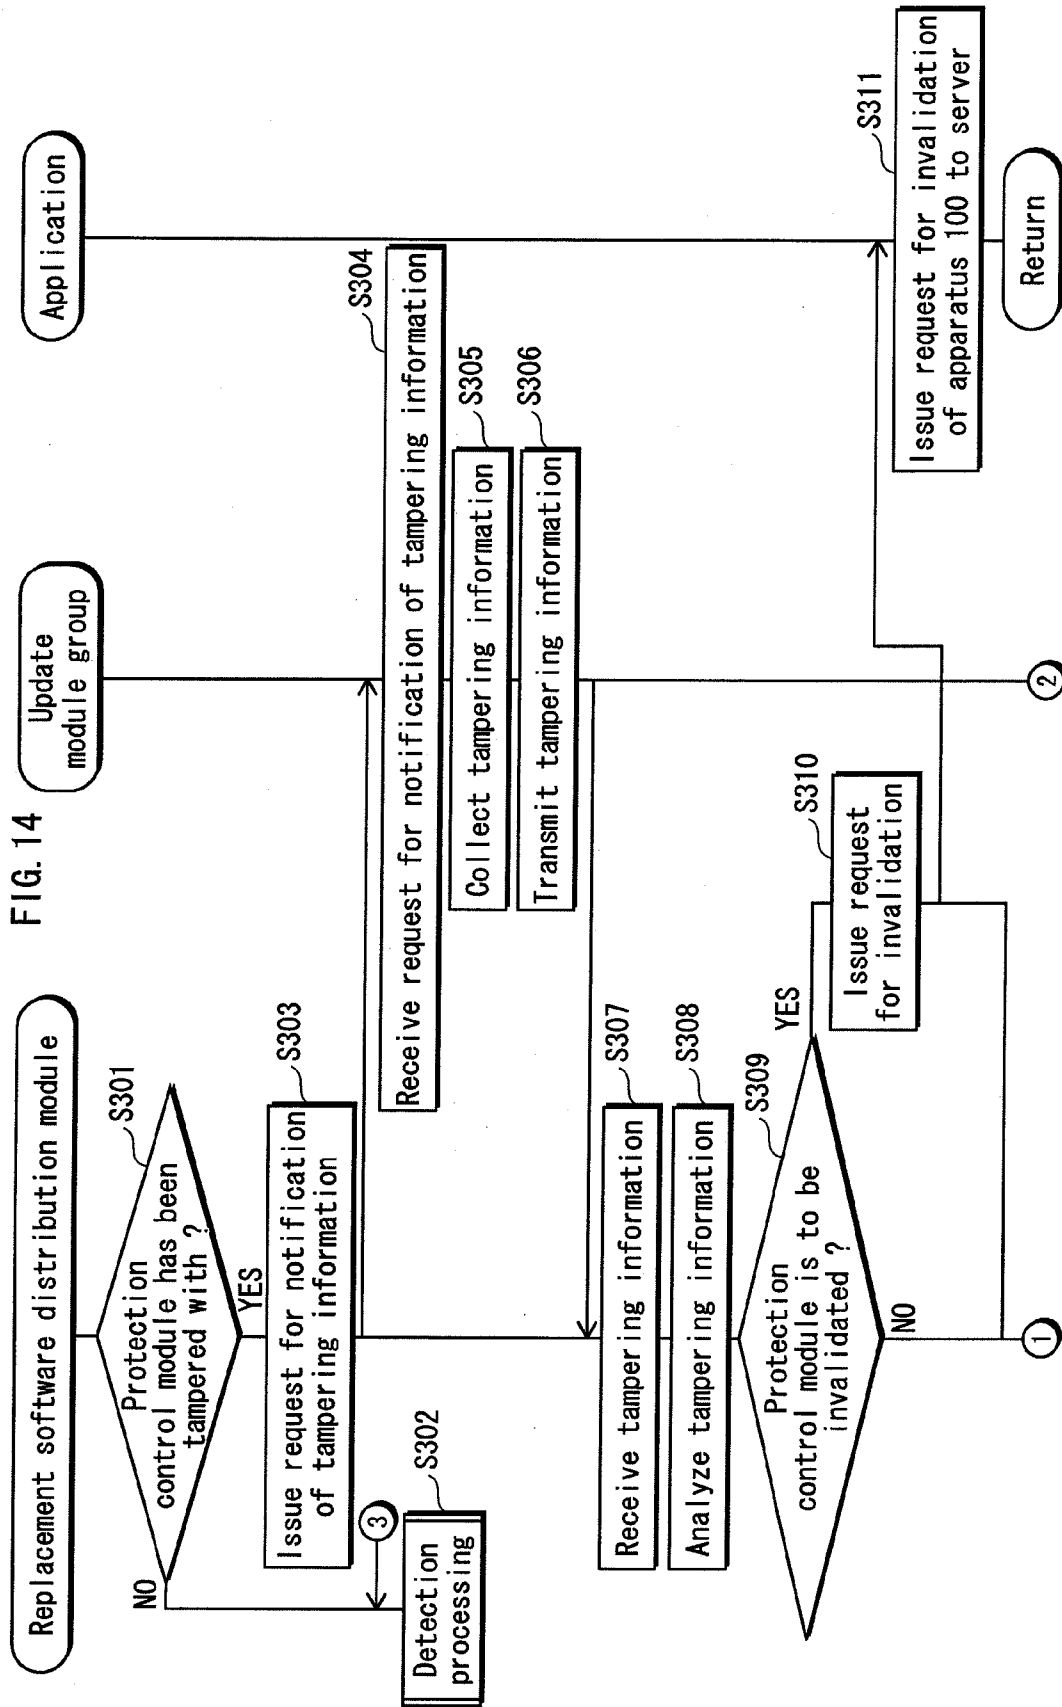 FIG. 14
Replacement software distribution module
Update
module group
Application
Protection
control module has been
tampered with ?
S301
NO
YES
Issue request for notification
of tampering information
S303
3
Detection
processing
S302
Receive request for notification of tampering information
S304
Collect tampering information
S305
Transmit tampering information
S306
Receive tampering information
S307
Analyze tampering information
S308
Protection
control module is to be
invalidated ?
S309
YES
NO
Issue request
for invalidation
S310
Issue request for invalidation
of apparatus 100 to server
S311
Return
1
2